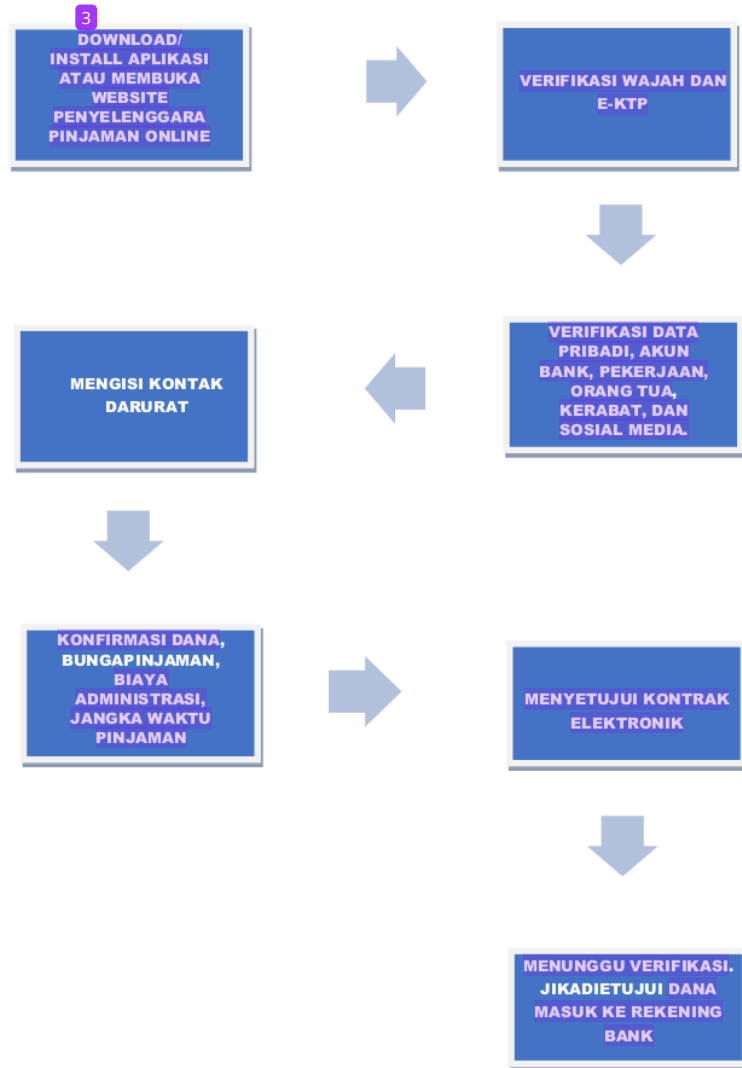 3
DOWNLOAD/
INSTALL APLIKASI
ATAU MEMBUKA
WEBSITE
PENYELENGGARA
PINJAMAN ONLINE
VERIFIKASI WAJAH DAN
E-KTP
VERIFIKASI DATA
PRIBADI, AKUN
BANK, PEKERJAAN,
ORANG TUA,
KERABAT, DAN
SOSIAL MEDIA.
MENGISI KONTAK
DARURAT
KONFIRMASI DANA,
BUNGAPINJAMAN,
BIAYA
ADMINISTRASI,
JANGKA WAKTU
PINJAMAN
MENYETUJUI KONTRAK
ELEKTRONIK
MENUNGGU VERIFIKASI.
JIKADIETUJUI DANA
MASUK KE REKENING
BANK